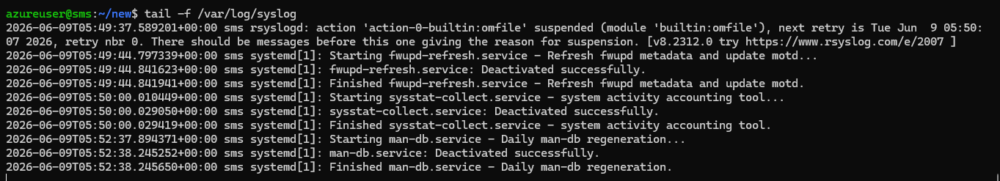 azureuser@sms:~/new$ tail -f /var/log/syslog
2026-06-09T05:49:37.589201+00:00 sms rsyslogd: action 'action-0-builtin:omfile' suspended (module 'builtin:omfile'), next retry is Tue Jun  9 05:50:
07 2026, retry nbr 0. There should be messages before this one giving the reason for suspension. [v8.2312.0 try https://www.rsyslog.com/e/2007 ]
2026-06-09T05:49:44.797339+00:00 sms systemd[1]: Starting fwupd-refresh.service - Refresh fwupd metadata and update motd...
2026-06-09T05:49:44.841623+00:00 sms systemd[1]: fwupd-refresh.service: Deactivated successfully.
2026-06-09T05:49:44.841941+00:00 sms systemd[1]: Finished fwupd-refresh.service - Refresh fwupd metadata and update motd.
2026-06-09T05:50:00.010449+00:00 sms systemd[1]: Starting sysstat-collect.service - system activity accounting tool...
2026-06-09T05:50:00.029050+00:00 sms systemd[1]: sysstat-collect.service: Deactivated successfully.
2026-06-09T05:50:00.029419+00:00 sms systemd[1]: Finished sysstat-collect.service - system activity accounting tool.
2026-06-09T05:52:37.894371+00:00 sms systemd[1]: Starting man-db.service - Daily man-db regeneration...
2026-06-09T05:52:38.245252+00:00 sms systemd[1]: man-db.service: Deactivated successfully.
2026-06-09T05:52:38.245650+00:00 sms systemd[1]: Finished man-db.service - Daily man-db regeneration.